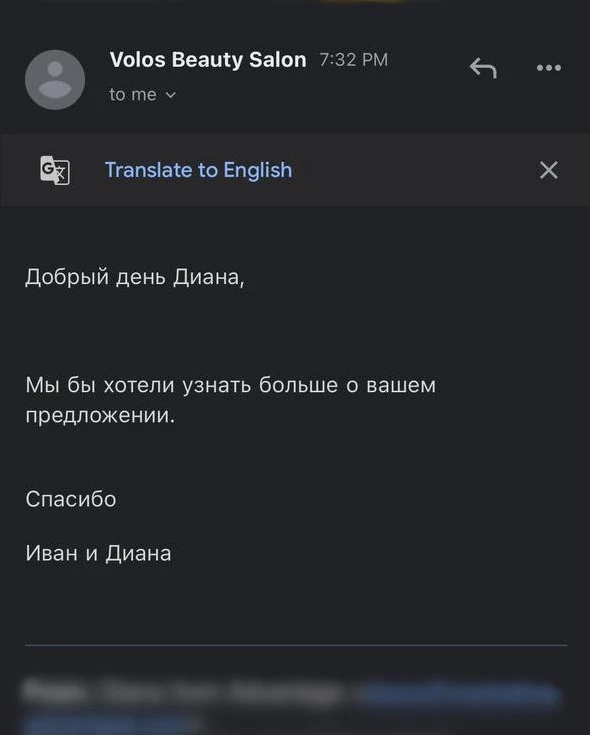 Volos Beauty Salon 7:32 PM
to me
Translate to English
Добрый день Диана,
Мы бы хотели узнать больше о вашем
предложении.
Спасибо
Иван и Диана